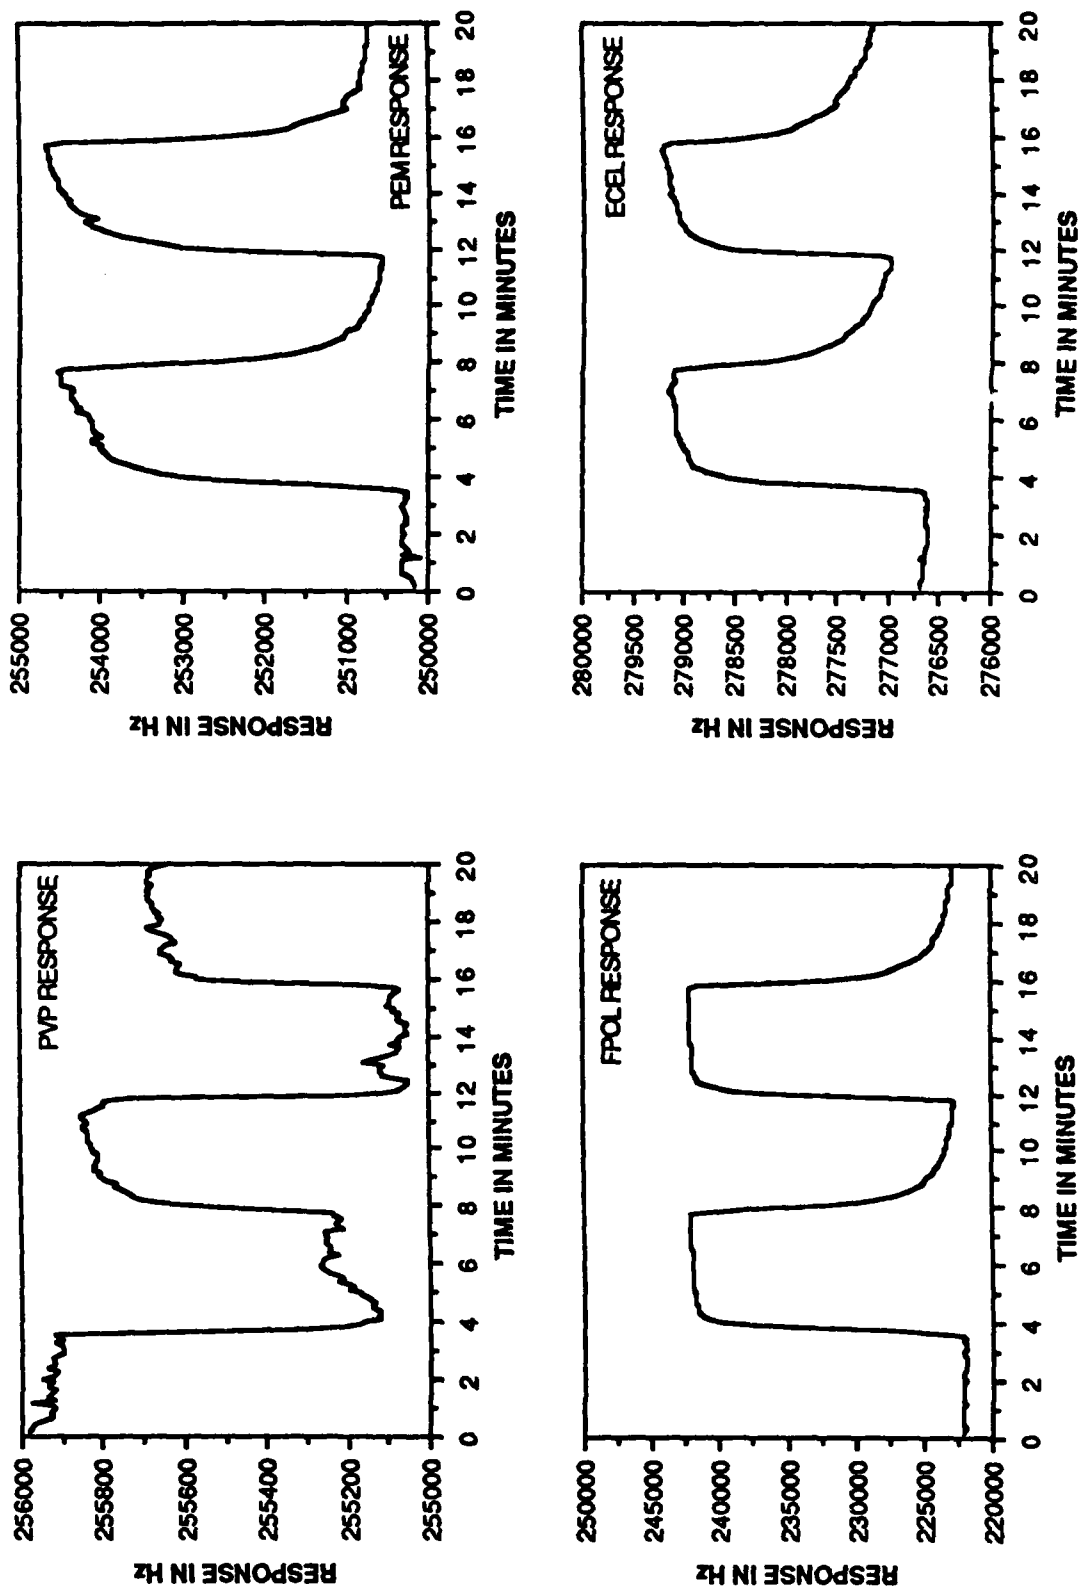 PVP RESPONSE
256000
255800
255600
255400
255200
255000
RESPONSE IN Hz
0 2 4 6 8 10 12 14 16 18 20
TIME IN MINUTES
PEM RESPONSE
255000
254000
253000
252000
251000
250000
RESPONSE IN Hz
0 2 4 6 8 10 12 14 16 18 20
TIME IN MINUTES
FPOL RESPONSE
250000
245000
240000
235000
230000
225000
220000
RESPONSE IN Hz
0 2 4 6 8 10 12 14 16 18 20
TIME IN MINUTES
ECEL RESPONSE
280000
279500
279000
278500
278000
277500
277000
276500
276000
RESPONSE IN Hz
0 2 4 6 8 10 12 14 16 18 20
TIME IN MINUTES